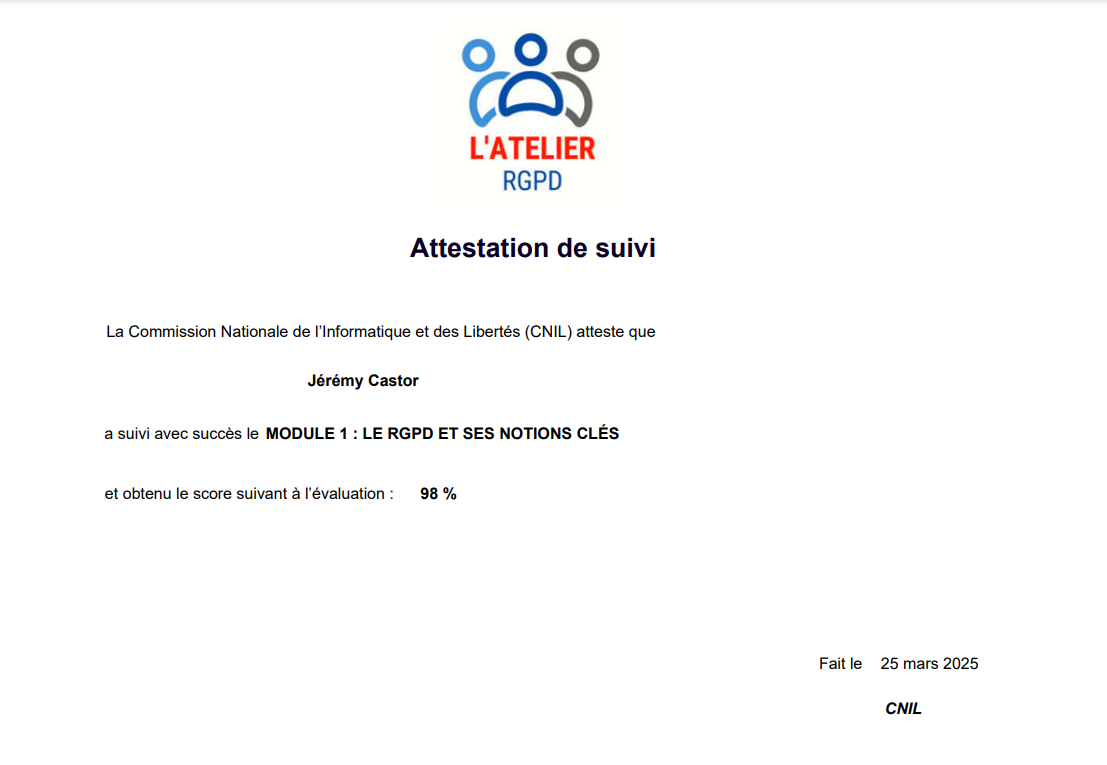 L'ATELIER
RGPD
Attestation de suivi
La Commission Nationale de l’Informatique et des Libertés (CNIL) atteste que
Jérémy Castor
a suivi avec succès le MODULE 1 : LE RGPD ET SES NOTIONS CLÉS
et obtenu le score suivant à l’évaluation : 98 %
Fait le 25 mars 2025
CNIL